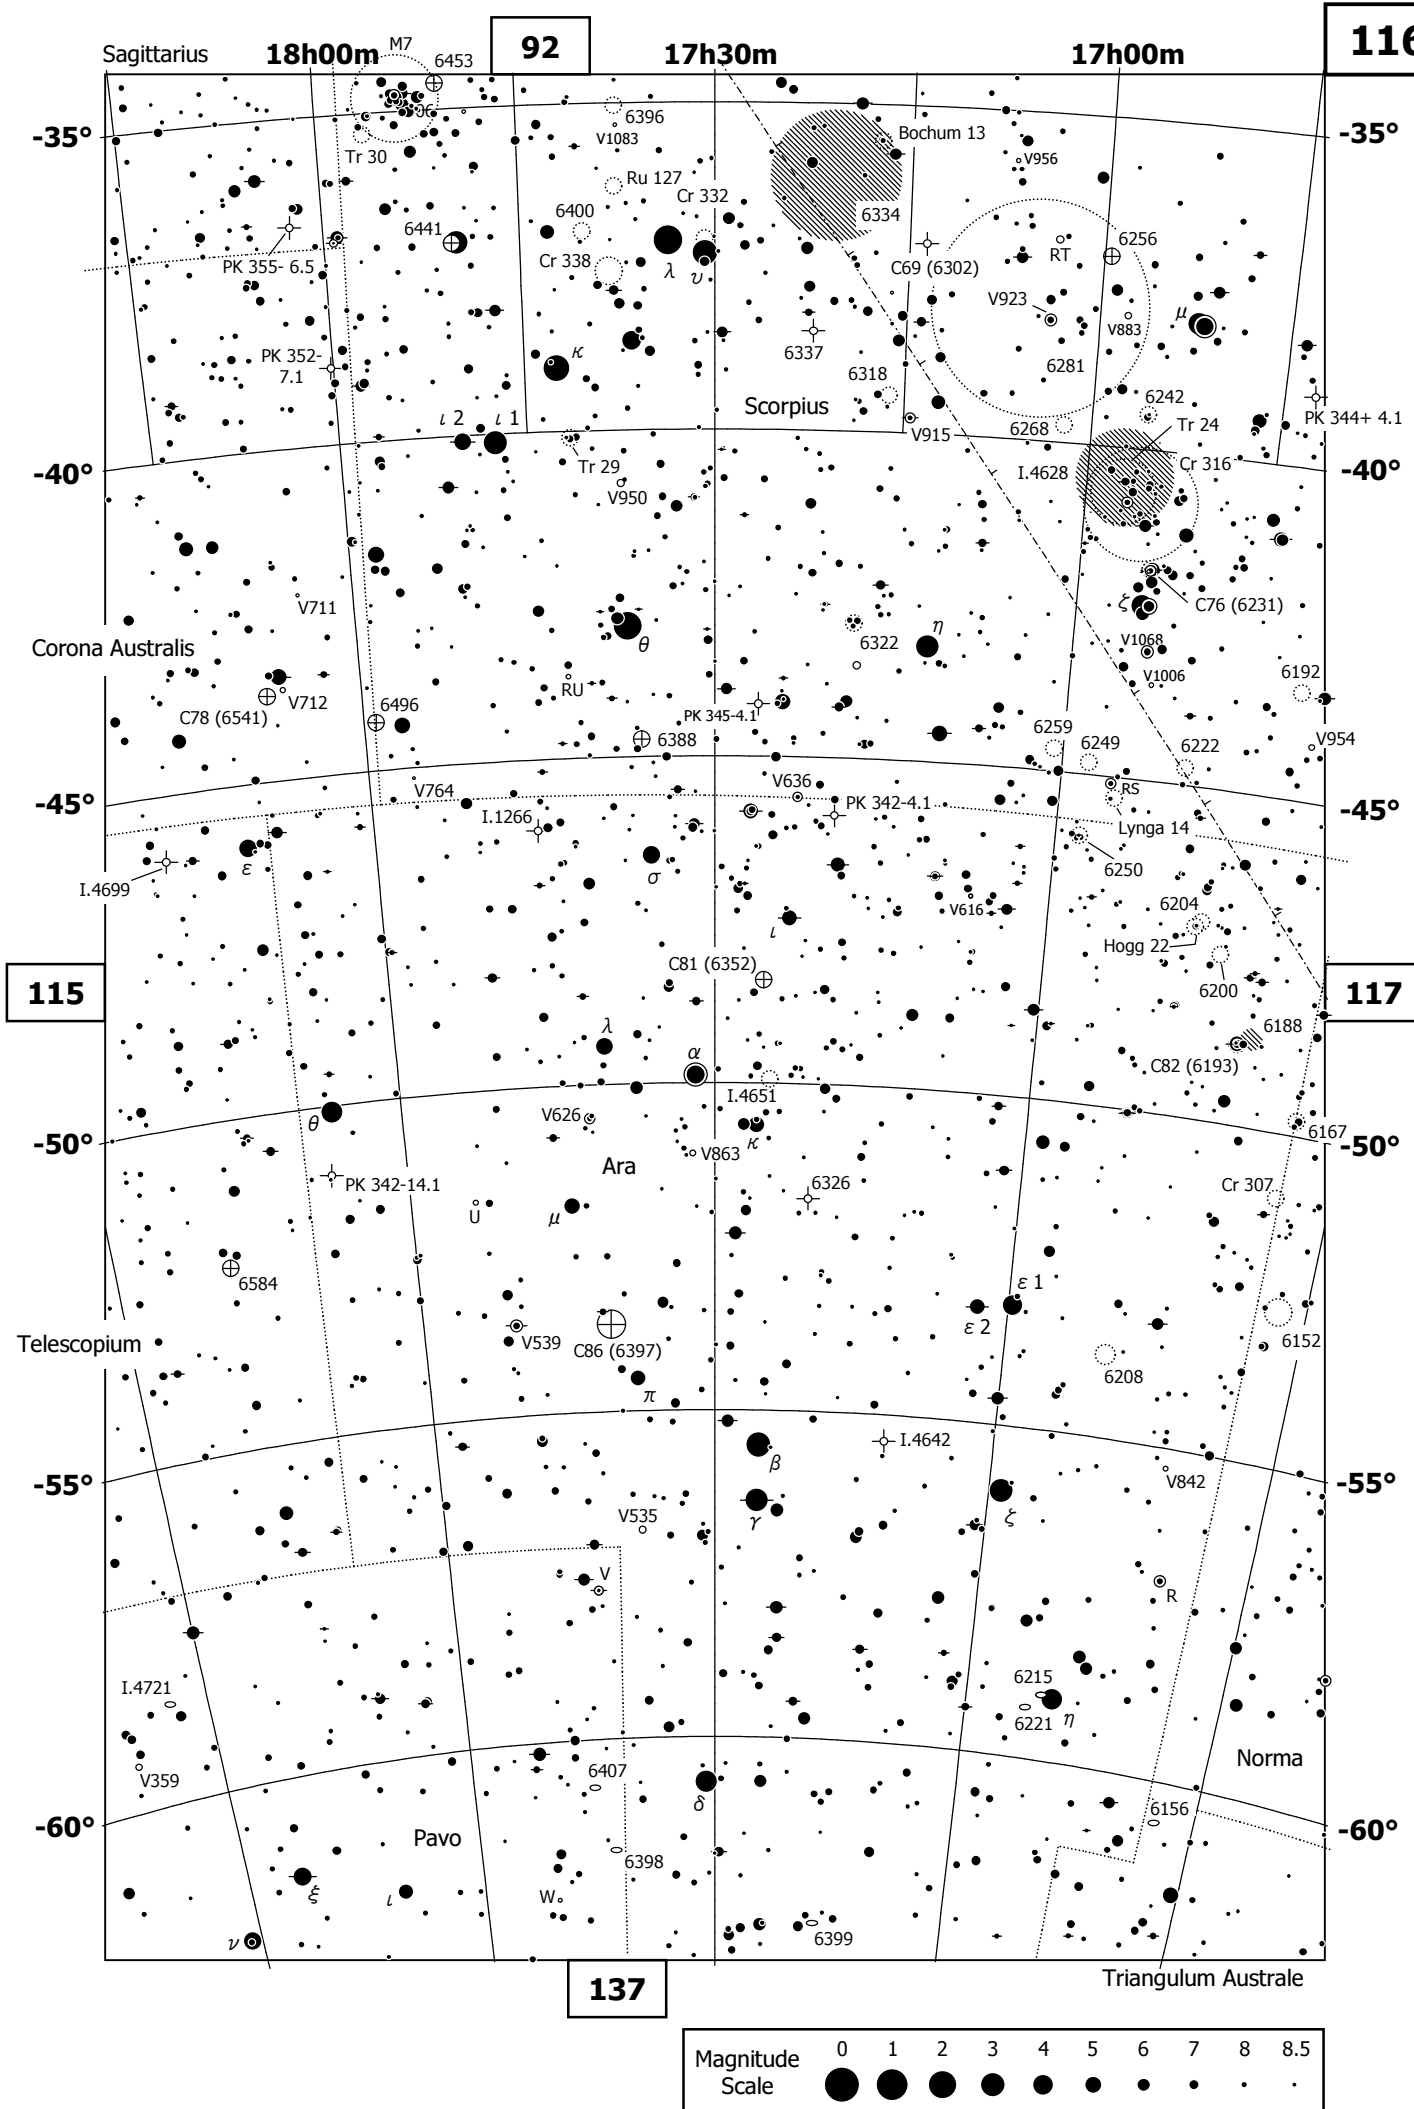 Sagittarius 18h00m M7 92 17h30m 17h00m 116
6453
-35° -35°
6396
V1083
Bochum 13
V956
Tr 30
Ru 127
Cr 332
6334
6400
6441
RT
6256
PK 355- 6.5
Cr 338
λ
υ
C69 (6302)
V923
V883
μ
PK 352-
7.1
κ
6337
6281
6318
Scorpius
6242
PK 344+ 4.1
ι 2
ι 1
V915
6268
Tr 24
Tr 29
Cr 316
-40° -40°
I.4628
V950
V711
C76 (6231)
ζ
Corona Australis
θ
6322
η
V1068
V1006
6192
RU
V712
C78 (6541)
6496
PK 345-4.1
6388
6259
6249
6222
V954
V764
V636
RS
PK 342-4.1
-45° -45°
I.1266
Lynga 14
ε
σ
6250
I.4699
V616
6204
ι
Hogg 22
C81 (6352)
6200
115 117
λ
6188
α
C82 (6193)
I.4651
θ
V626
κ
V863
6167
-50° -50°
Ara
PK 342-14.1
6326
Cr 307
U
μ
6584
ε 1
ε 2
Telescopium
V539
C86 (6397)
6152
6208
π
I.4642
β
-55° -55°
V842
V535
γ
ζ
V
R
I.4721
6215
6221
η
V359
6407
Norma
δ
6156
-60° -60°
Pavo
6398
ξ
ι
W
6399
ν
137
Triangulum Australe
Magnitude
Scale
0 1 2 3 4 5 6 7 8 8.5